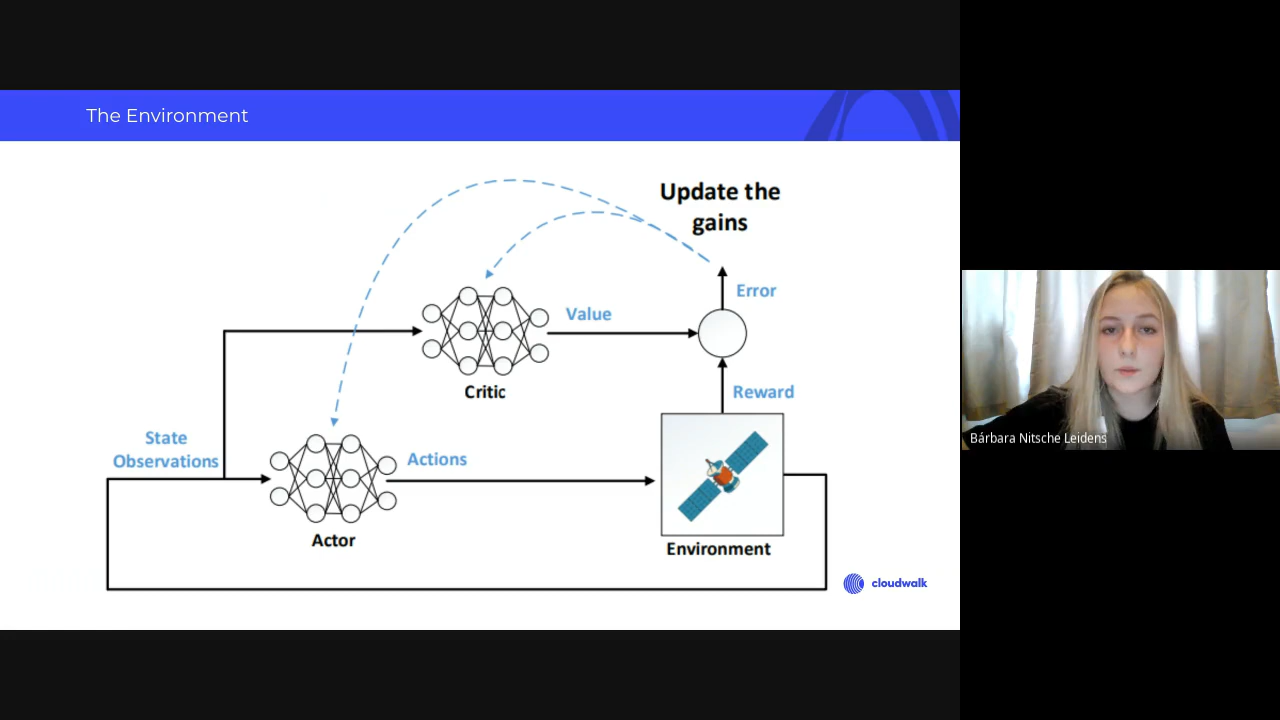 The Environment
Update the
gains
Error
Value
Critic
Reward
State
Observations
Actions
Actor
Environment
cloudwalk
Bárbara Nitsche Leidens